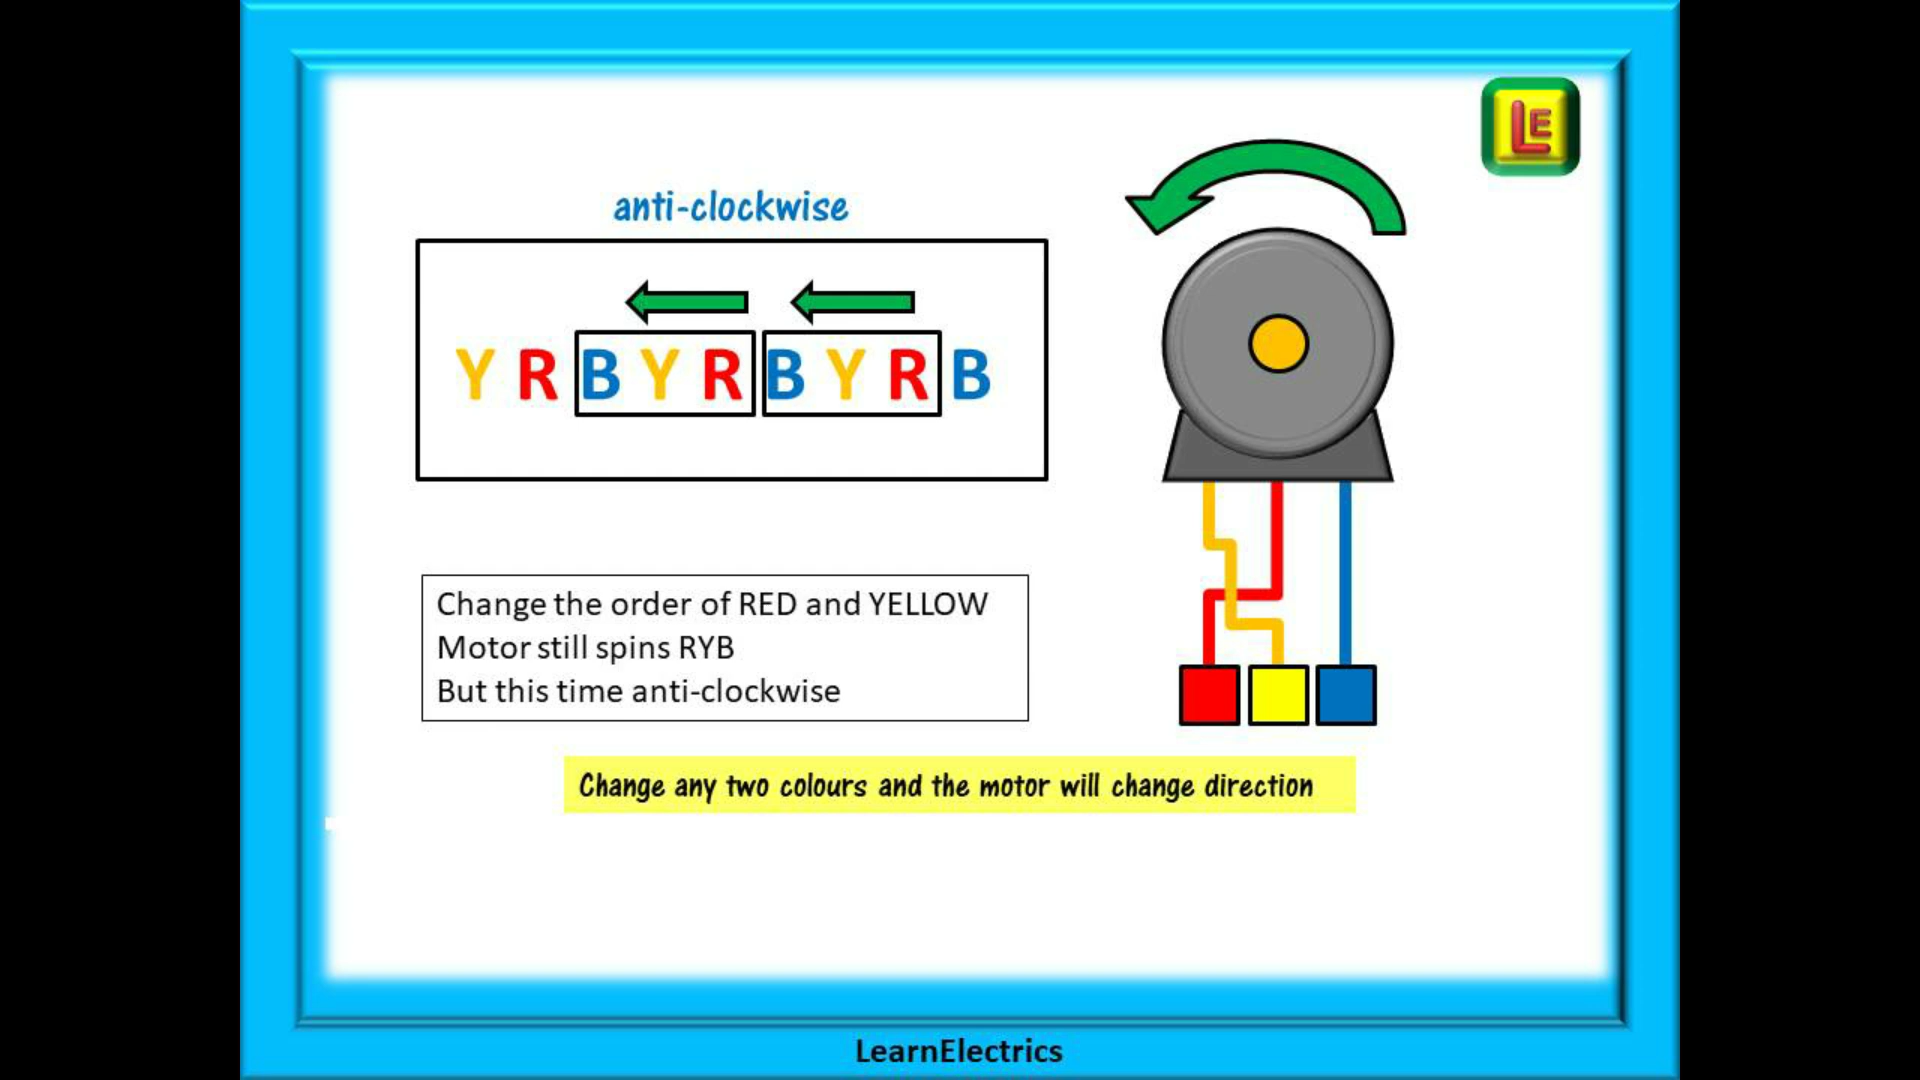 LE
anti-clockwise
Y R B Y R B Y R B
Change the order of RED and YELLOW
Motor still spins RYB
But this time anti-clockwise
Change any two colours and the motor will change direction
LearnElectrics